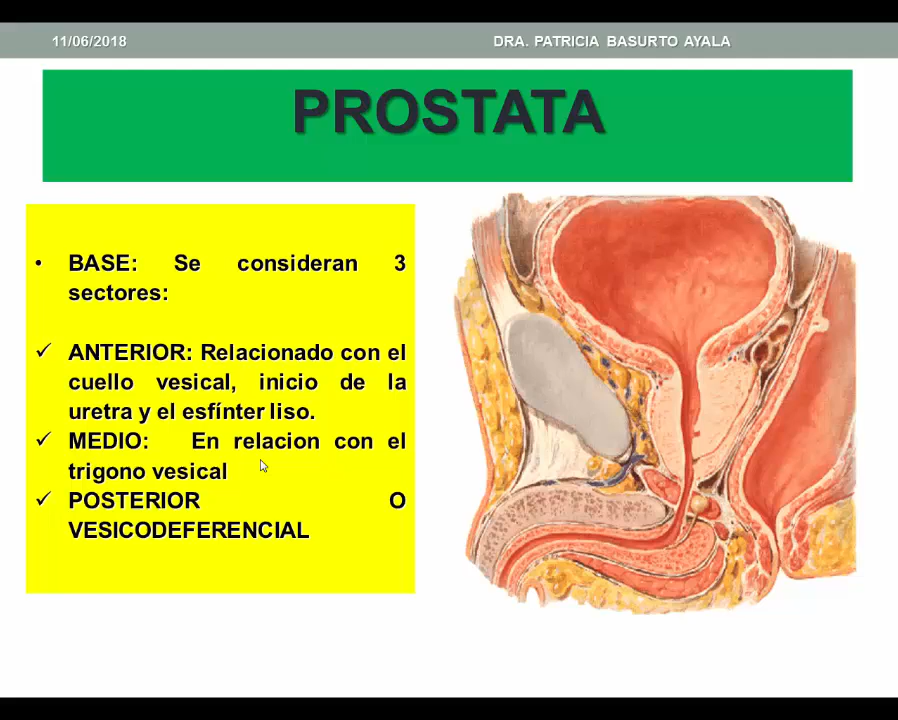 11/06/2018
DRA. PATRICIA BASURTO AYALA
PROSTATA
• BASE: Se consideran 3
sectores:
✓ ANTERIOR: Relacionado con el
cuello vesical, inicio de la
uretra y el esfínter liso.
✓ MEDIO: En relacion con el
trigono vesical
✓ POSTERIOR O
VESICODEFERENCIAL